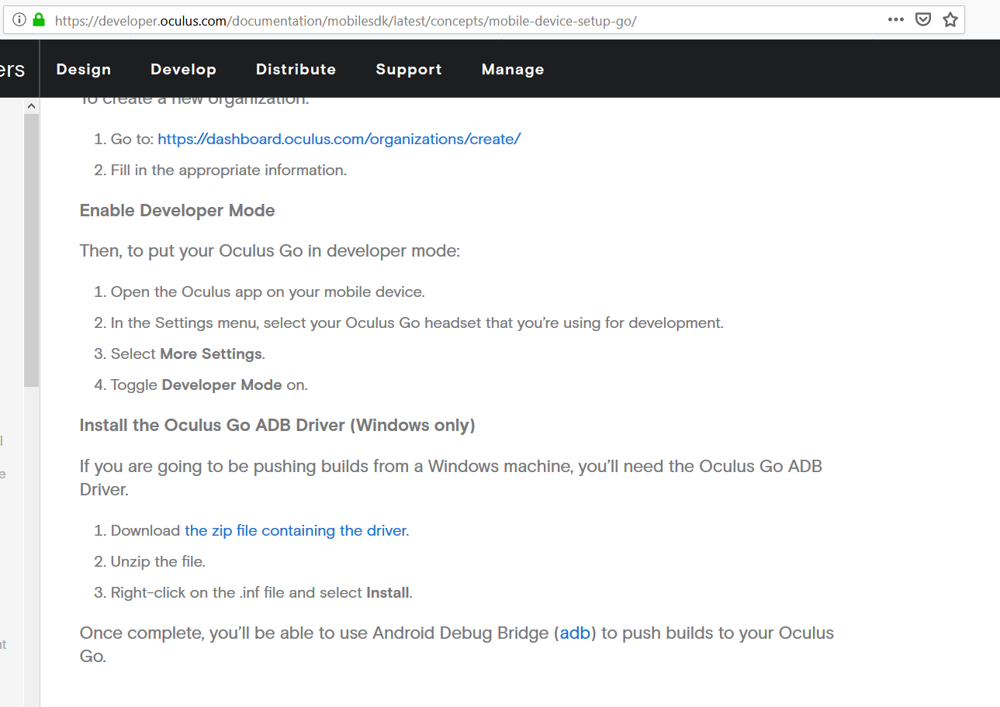 https://developer.oculus.com/documentation/mobilesdk/latest/concepts/mobile-device-setup-go/
ers Design Develop Distribute Support Manage
To create a new organization:
1. Go to: https://dashboard.oculus.com/organizations/create/
2. Fill in the appropriate information.
Enable Developer Mode
Then, to put your Oculus Go in developer mode:
1. Open the Oculus app on your mobile device.
2. In the Settings menu, select your Oculus Go headset that you’re using for development.
3. Select More Settings.
4. Toggle Developer Mode on.
Install the Oculus Go ADB Driver (Windows only)
If you are going to be pushing builds from a Windows machine, you’ll need the Oculus Go ADB
Driver.
1. Download the zip file containing the driver.
2. Unzip the file.
3. Right-click on the .inf file and select Install.
Once complete, you’ll be able to use Android Debug Bridge (adb) to push builds to your Oculus
Go.